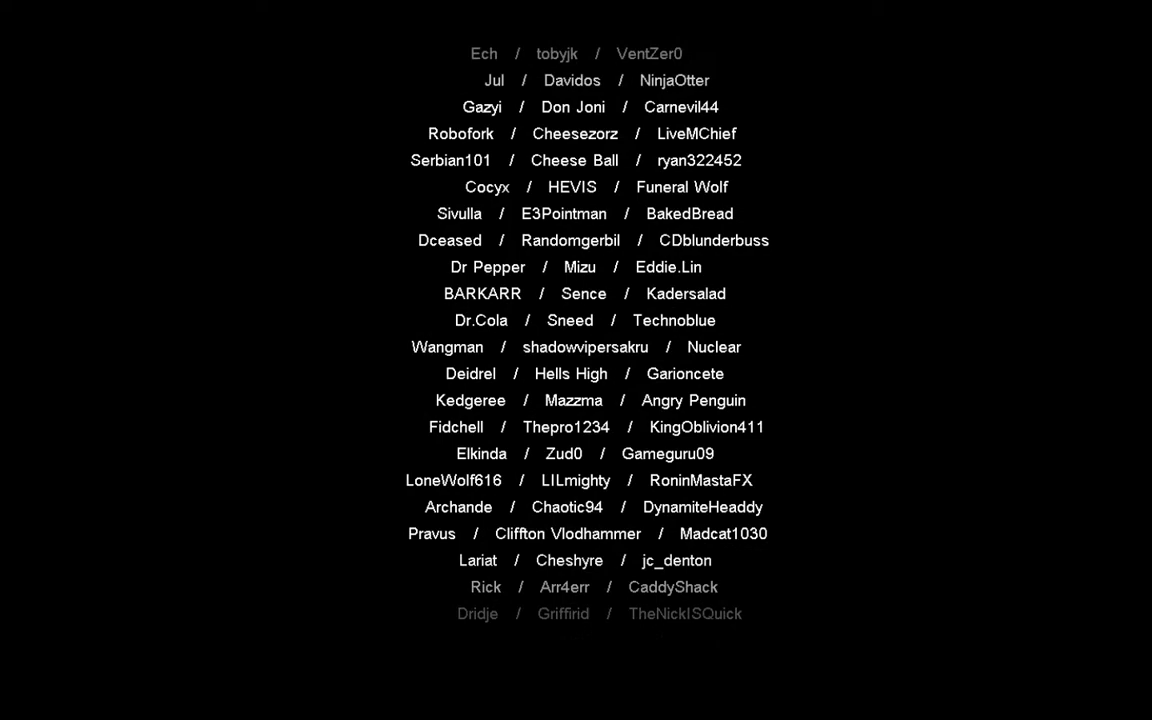 Ech / tobyjk / VentZer0
Jul / Davidos / NinjaOtter
Gazyi / Don Joni / Carnevil44
Robofork / Cheesezorz / LiveMChief
Serbian101 / Cheese Ball / ryan322452
Cocyx / HEVIS / Funeral Wolf
Sivulla / E3Pointman / BakedBread
Dceased / Randomgerbil / CDblunderbuss
Dr Pepper / Mizu / Eddie.Lin
BARKARR / Sence / Kadersalad
Dr.Cola / Sneed / Technoblue
Wangman / shadowvipersakru / Nuclear
Deidrel / Hells High / Garioncete
Kedgeree / Mazzma / Angry Penguin
Fidchell / Thepro1234 / KingOblivion411
Elkinda / Zud0 / Gameguru09
LoneWolf616 / LILmighty / RoninMastaFX
Archande / Chaotic94 / DynamiteHeaddy
Pravus / Cliffton Vlodhammer / Madcat1030
Lariat / Cheshyre / jc_denton
Rick / Arr4err / CaddyShack
Dridje / Griffirid / TheNickISQuick